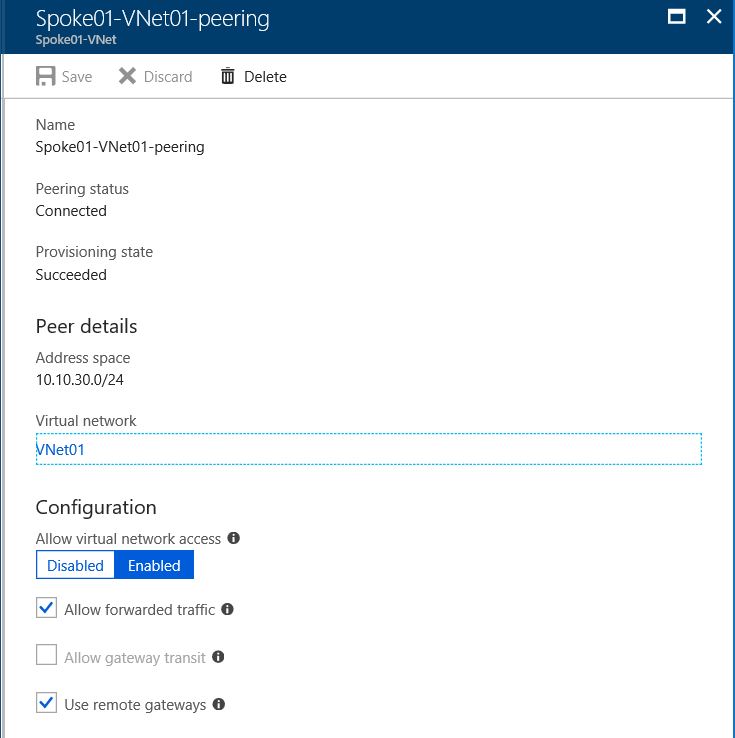 Spoke01-VNet01-peering
Spoke01-VNet
Save Discard Delete
Name
Spoke01-VNet01-peering
Peering status
Connected
Provisioning state
Succeeded
Peer details
Address space
10.10.30.0/24
Virtual network
VNet01
Configuration
Allow virtual network access
Disabled Enabled
Allow forwarded traffic
Allow gateway transit
Use remote gateways